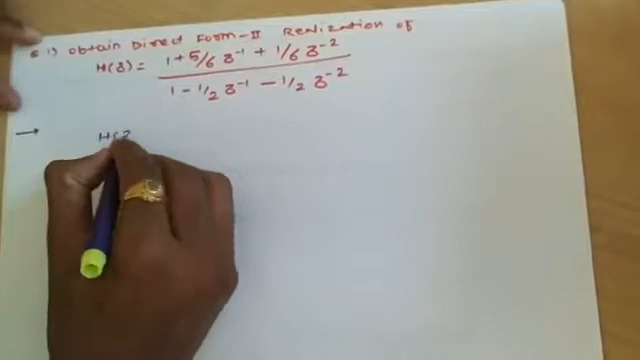 1) Obtain Direct Form-II Realization of
H(z) = 1 + 5/6 z⁻¹ + 1/6 z⁻²
1 - 1/2 z⁻¹ - 1/2 z⁻²
→ H(z